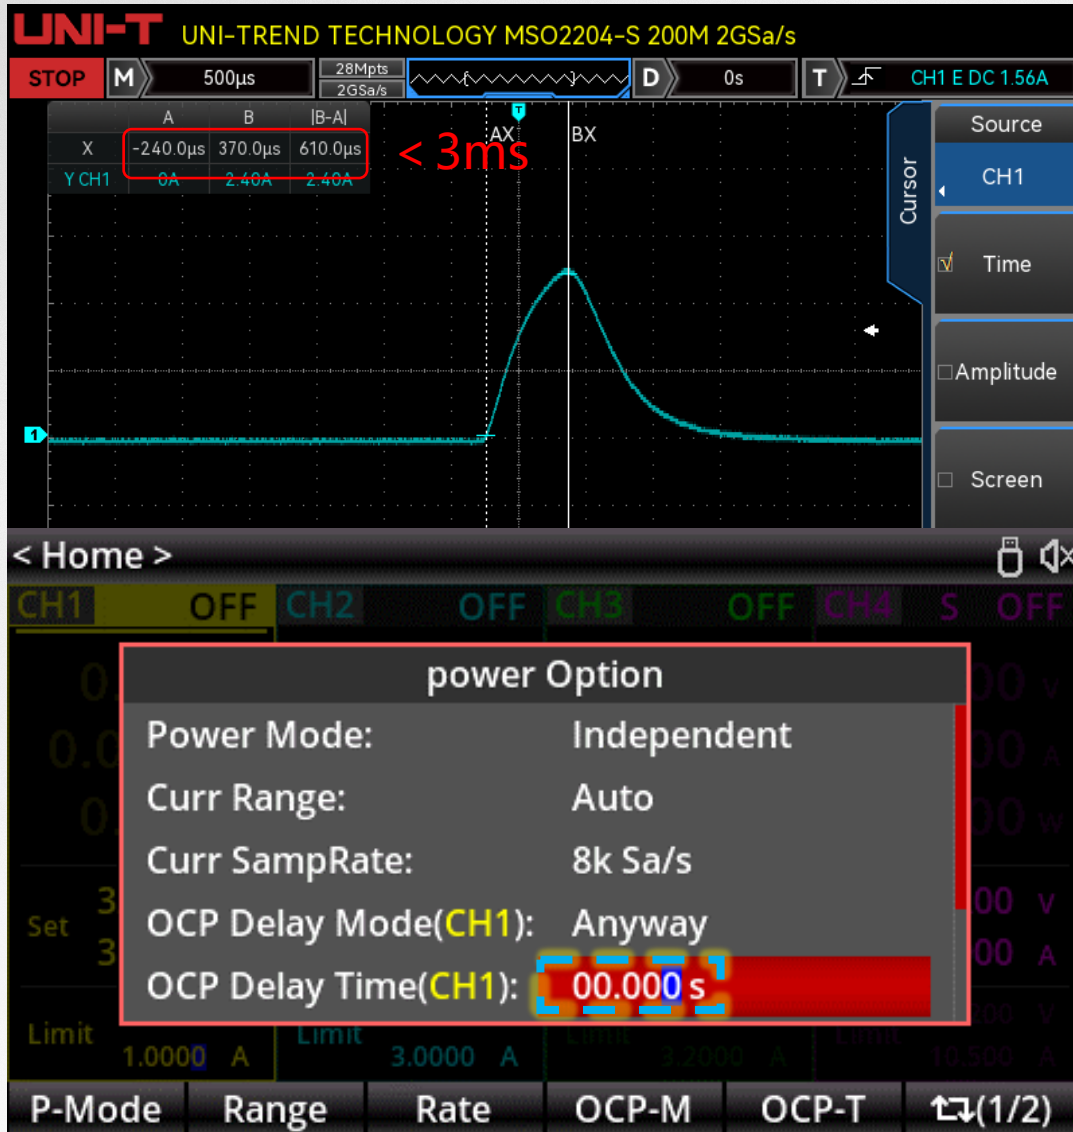 UNI-T UNI-TREND TECHNOLOGY MSO2204-S 200M 2GSa/s
STOP M 500µs 28Mpts 2GSa/s D 0s T CH1 E DC 1.56A
A B |B-A|
X -240.0µs 370.0µs 610.0µs
Y CH1 0A 2.40A 2.40A
< 3ms
T
AX BX
1
Cursor
Source
CH1
Time
Amplitude
Screen
< Home >
CH1 OFF CH2 OFF CH3 OFF CH4 S OFF
power Option
Power Mode: Independent
Curr Range: Auto
Curr SampRate: 8k Sa/s
OCP Delay Mode(CH1): Anyway
OCP Delay Time(CH1): 00.000 s
Set
Limit 1.0000 A Limit 3.0000 A Limit 3.2000 A Limit 10.500 A
P-Mode Range Rate OCP-M OCP-T (1/2)